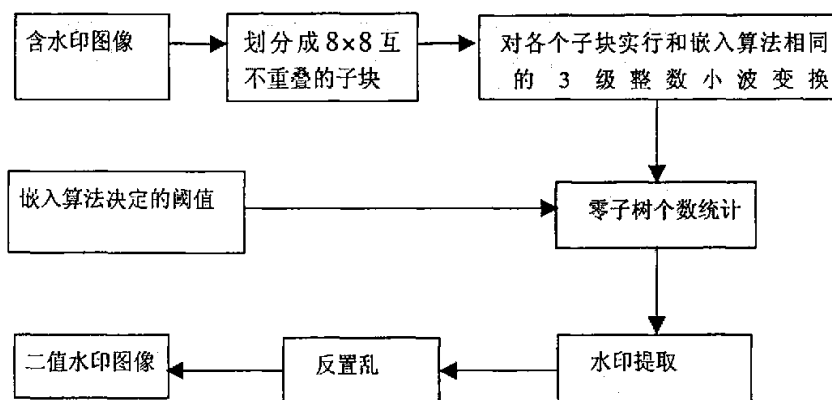 含水印图像
划分成8×8互
不重叠的子块
对各个子块实行和嵌入算法相同
的3级整数小波变换
嵌入算法决定的阈值
零子树个数统计
二值水印图像
反置乱
水印提取